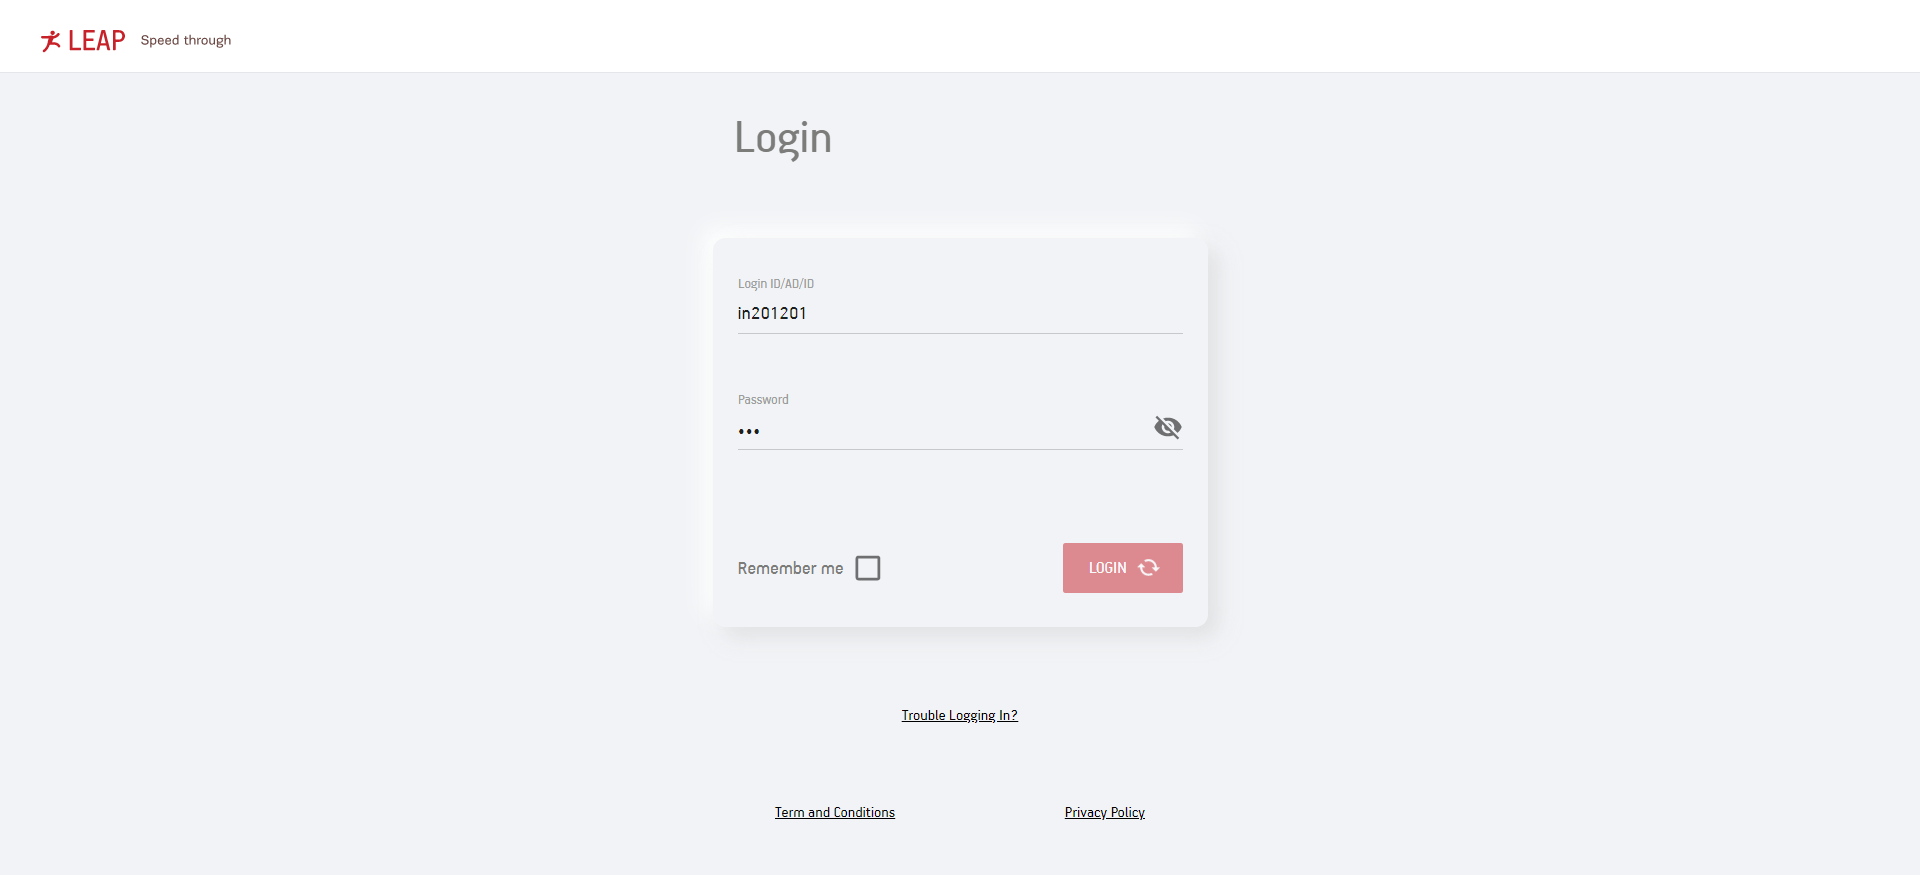 LEAP Speed through
Login
Login ID/AD/ID
in201201
Password
•••
Remember me
LOGIN
Trouble Logging In?
Term and Conditions
Privacy Policy